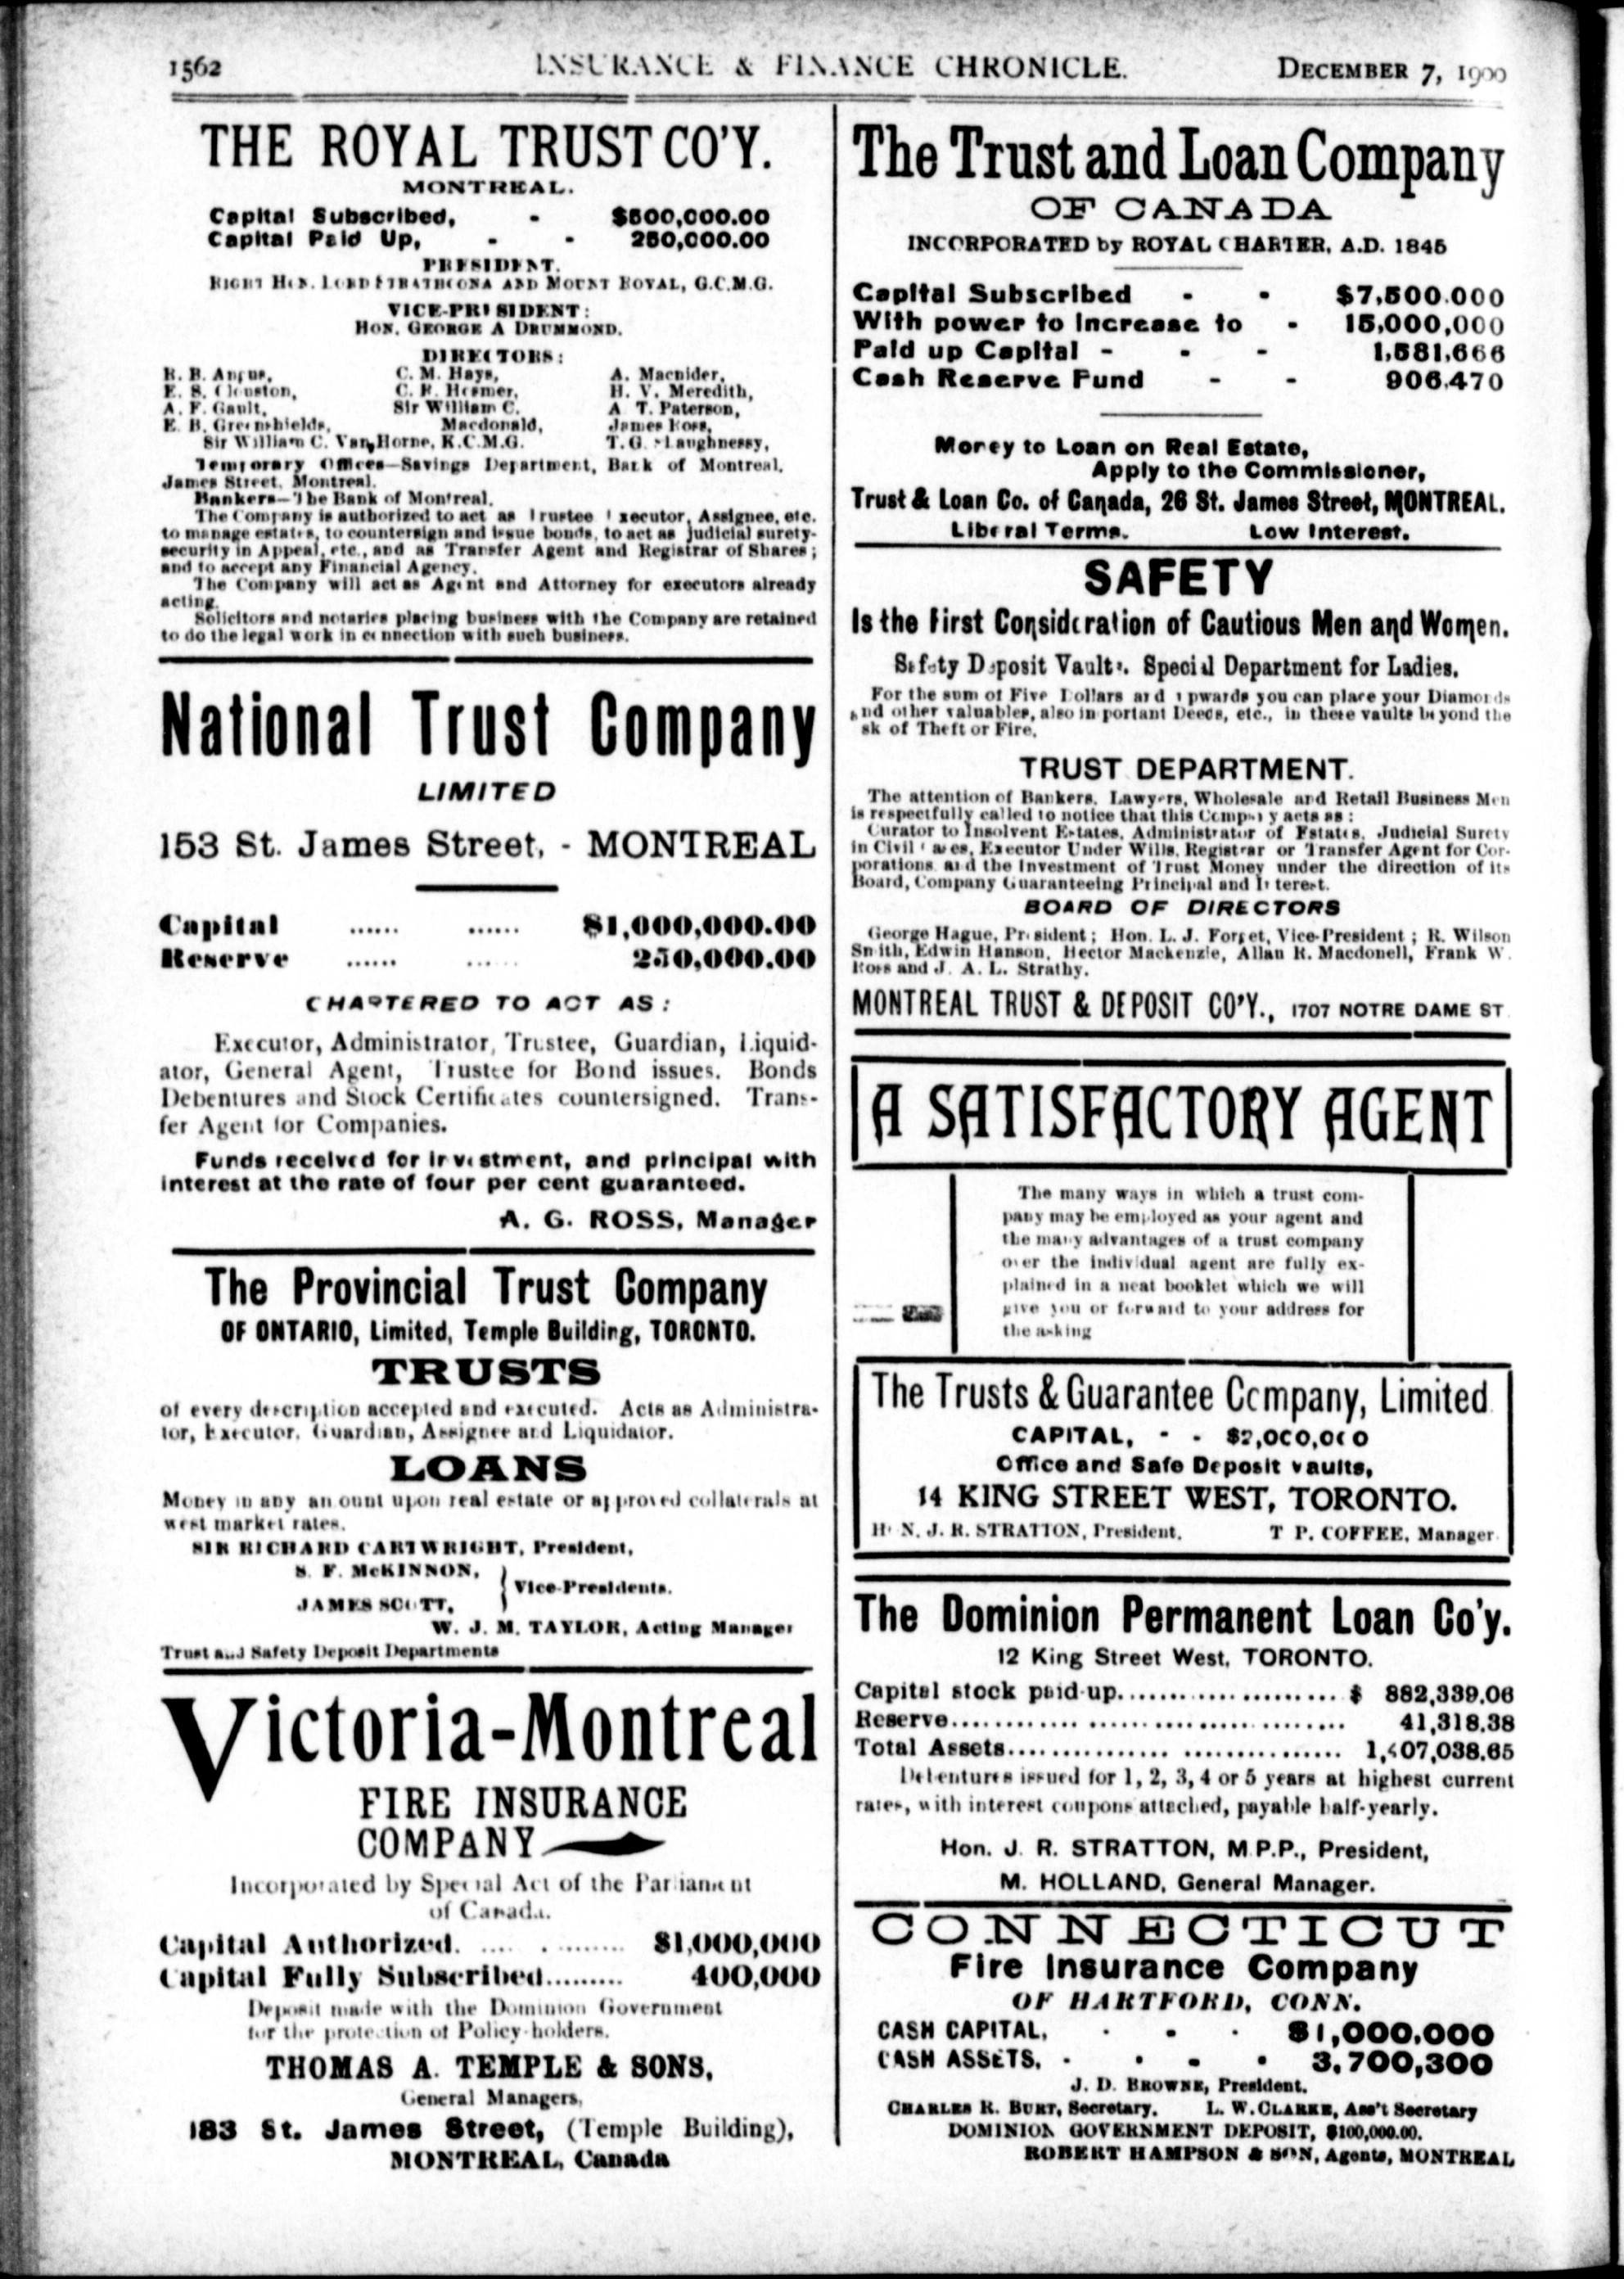 1562 INSURANCE & FINANCE CHRONICLE. DECEMBER 7, 1900
THE ROYAL TRUST CO'Y.
MONTREAL.
Capital Subscribed, - $500,000.00
Capital Paid Up, - - 250,000.00
PRESIDENT.
RIGHT HON. LORD STRATHCONA AND MOUNT ROYAL, G.C.M.G.
VICE-PRESIDENT:
HON. GEORGE A DRUMMOND.
DIRECTORS:
R. B. Angus, C. M. Hays, A. Macnider,
E. S. Clouston, C. R. Hosmer, H. V. Meredith,
A. F. Gault, Sir William C. A T. Paterson,
E. B. Greenshields, Macdonald, James Ross,
Sir William C. Van Horne, K.C.M.G. T. G. Shaughnessy,
Temporary Offices—Savings Department, Bank of Montreal,
James Street, Montreal.
Bankers—The Bank of Montreal.
The Company is authorized to act as Trustee Executor, Assignee, etc.
to manage estates, to countersign and issue bonds, to act as judicial surety-
security in Appeal, etc., and as Transfer Agent and Registrar of Shares;
and to accept any Financial Agency.
The Company will act as Agent and Attorney for executors already
acting.
Solicitors and notaries placing business with the Company are retained
to do the legal work in connection with such business.
National Trust Company
LIMITED
153 St. James Street, - MONTREAL
Capital ...... ...... $1,000,000.00
Reserve ...... ...... 250,000.00
CHARTERED TO ACT AS:
Executor, Administrator, Trustee, Guardian, Liquid-
ator, General Agent, Trustee for Bond issues. Bonds
Debentures and Stock Certificates countersigned. Trans-
fer Agent for Companies.
Funds received for investment, and principal with
interest at the rate of four per cent guaranteed.
A. G. ROSS, Manager
The Provincial Trust Company
OF ONTARIO, Limited, Temple Building, TORONTO.
TRUSTS
of every description accepted and executed. Acts as Administra-
tor, Executor, Guardian, Assignee and Liquidator.
LOANS
Money in any amount upon real estate or approved collaterals at
west market rates.
SIR RICHARD CARTWRIGHT, President,
S. F. McKINNON,
JAMES SCOTT, } Vice-Presidents.
W. J. M. TAYLOR, Acting Manager
Trust and Safety Deposit Departments
Victoria-Montreal
FIRE INSURANCE
COMPANY
Incorporated by Special Act of the Parliament
of Canada.
Capital Authorized. .... . ........ $1,000,000
Capital Fully Subscribed......... 400,000
Deposit made with the Dominion Government
for the protection of Policy-holders.
THOMAS A. TEMPLE & SONS,
General Managers,
183 St. James Street, (Temple Building),
MONTREAL, Canada
The Trust and Loan Company
OF CANADA
INCORPORATED by ROYAL CHARTER, A.D. 1845
Capital Subscribed - - $7,500.000
With power to increase to - 15,000,000
Paid up Capital - - - 1,581,666
Cash Reserve Fund - - 906,470
Money to Loan on Real Estate,
Apply to the Commissioner,
Trust & Loan Co. of Canada, 26 St. James Street, MONTREAL.
Liberal Terms. Low Interest.
SAFETY
Is the First Consideration of Cautious Men and Women.
Safety Deposit Vaults. Special Department for Ladies.
For the sum of Five Dollars and upwards you can place your Diamonds
and other valuables, also important Deeds, etc., in these vaults beyond the
sk of Theft or Fire.
TRUST DEPARTMENT.
The attention of Bankers, Lawyers, Wholesale and Retail Business Men
is respectfully called to notice that this Company acts as:
Curator to Insolvent Estates, Administrator of Estates, Judicial Surety
in Civil Cases, Executor Under Wills, Registrar or Transfer Agent for Cor-
porations and the Investment of Trust Money under the direction of its
Board, Company Guaranteeing Principal and Interest.
BOARD OF DIRECTORS
George Hague, President; Hon. L. J. Forget, Vice-President; R. Wilson
Smith, Edwin Hanson, Hector Mackenzie, Allan R. Macdonell, Frank W.
Ross and J. A. L. Strathy.
MONTREAL TRUST & DEPOSIT CO'Y., 1707 NOTRE DAME ST
A SATISFACTORY AGENT
The many ways in which a trust com-
pany may be employed as your agent and
the many advantages of a trust company
over the individual agent are fully ex-
plained in a neat booklet which we will
give you or forward to your address for
the asking
The Trusts & Guarantee Company, Limited
CAPITAL, - - $2,000,000
Office and Safe Deposit vaults,
14 KING STREET WEST, TORONTO.
HON. J. R. STRATTON, President. T P. COFFEE, Manager
The Dominion Permanent Loan Co'y.
12 King Street West, TORONTO.
Capital stock paid-up........................ $ 882,339.06
Reserve........................................ 41,318.38
Total Assets................................ 1,407,038.65
Debentures issued for 1, 2, 3, 4 or 5 years at highest current
rates, with interest coupons attached, payable half-yearly.
Hon. J. R. STRATTON, M.P.P., President,
M. HOLLAND, General Manager.
CONNECTICUT
Fire Insurance Company
OF HARTFORD, CONN.
CASH CAPITAL, - - - $1,000,000
CASH ASSETS, - - - - 3,700,300
J. D. BROWNE, President.
CHARLES R. BURT, Secretary. L. W. CLARKE, Ass't Secretary
DOMINION GOVERNMENT DEPOSIT, $100,000.00.
ROBERT HAMPSON & SON, Agents, MONTREAL